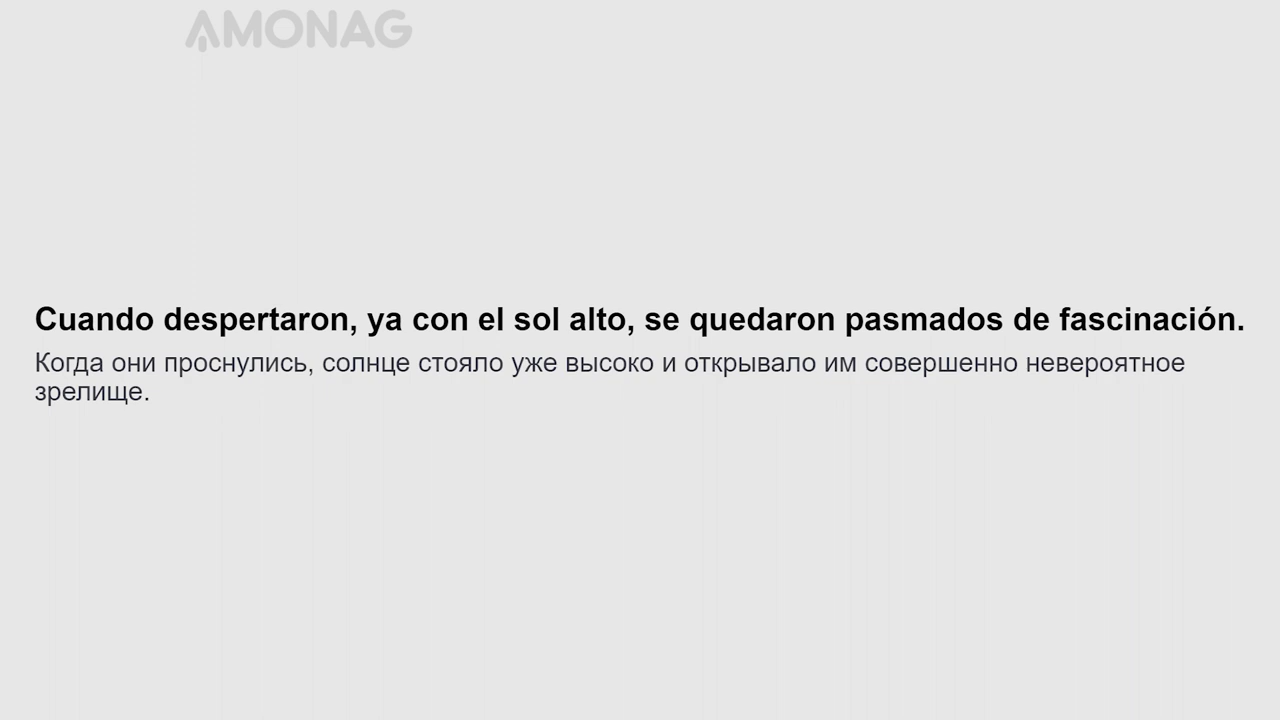 AMONAG
Cuando despertaron, ya con el sol alto, se quedaron pasmados de fascinación.
Когда они проснулись, солнце стояло уже высоко и открывало им совершенно невероятное
зрелище.